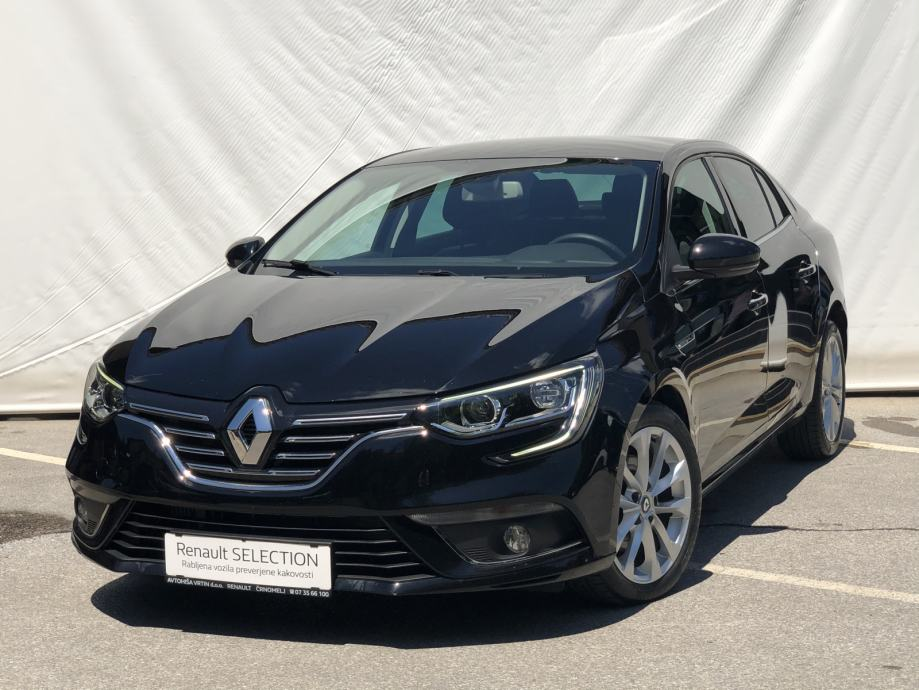 Renault SELECTION
Rabljena vozila preverjene kakovosti
AVTOHIŠA VRTIN d.o.o. RENAULT ČRNOMELJ ☎ 07 35 66 100